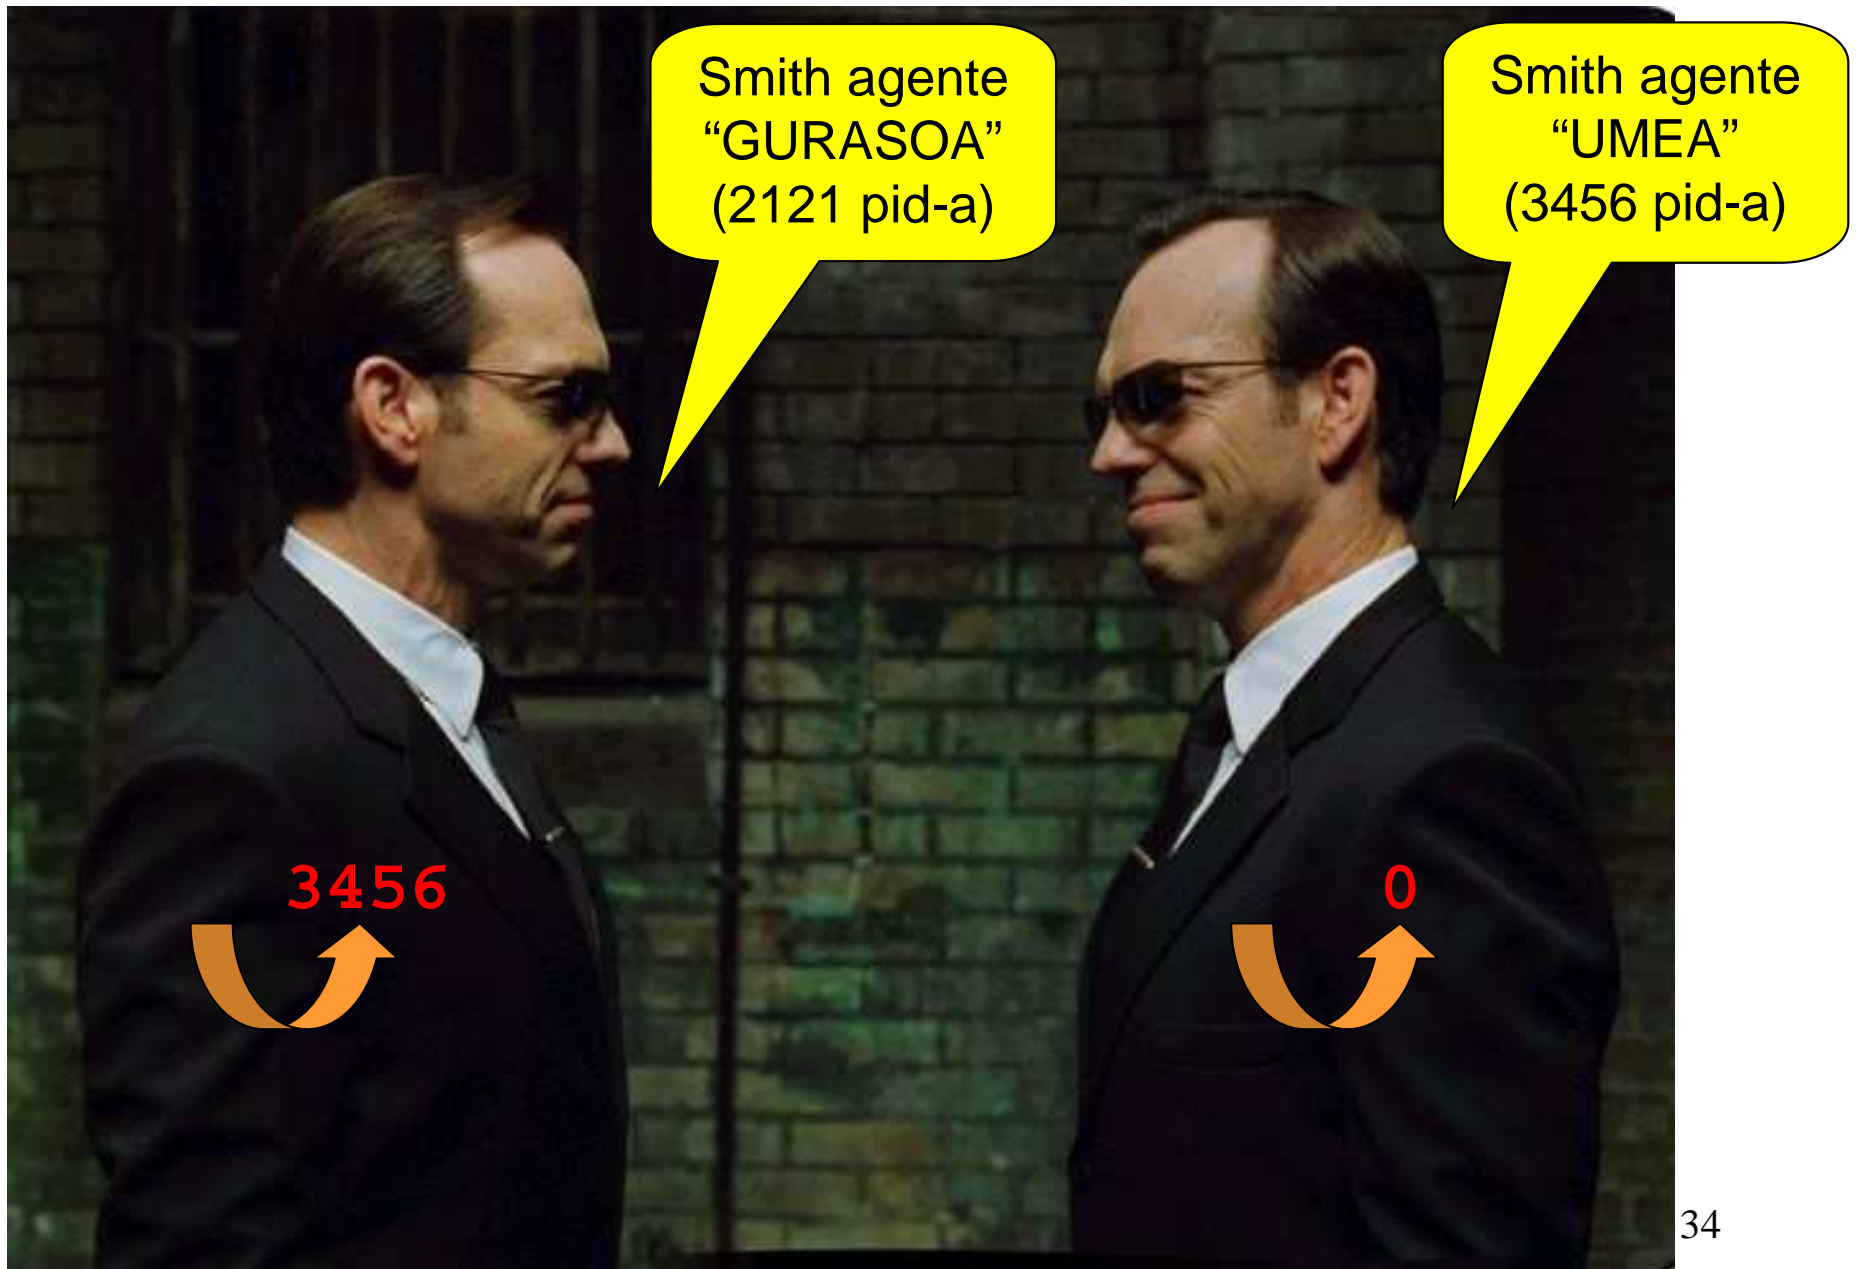 Smith agente
“GURASOA”
(2121 pid-a)
Smith agente
“UMEA”
(3456 pid-a)
3456
0
34